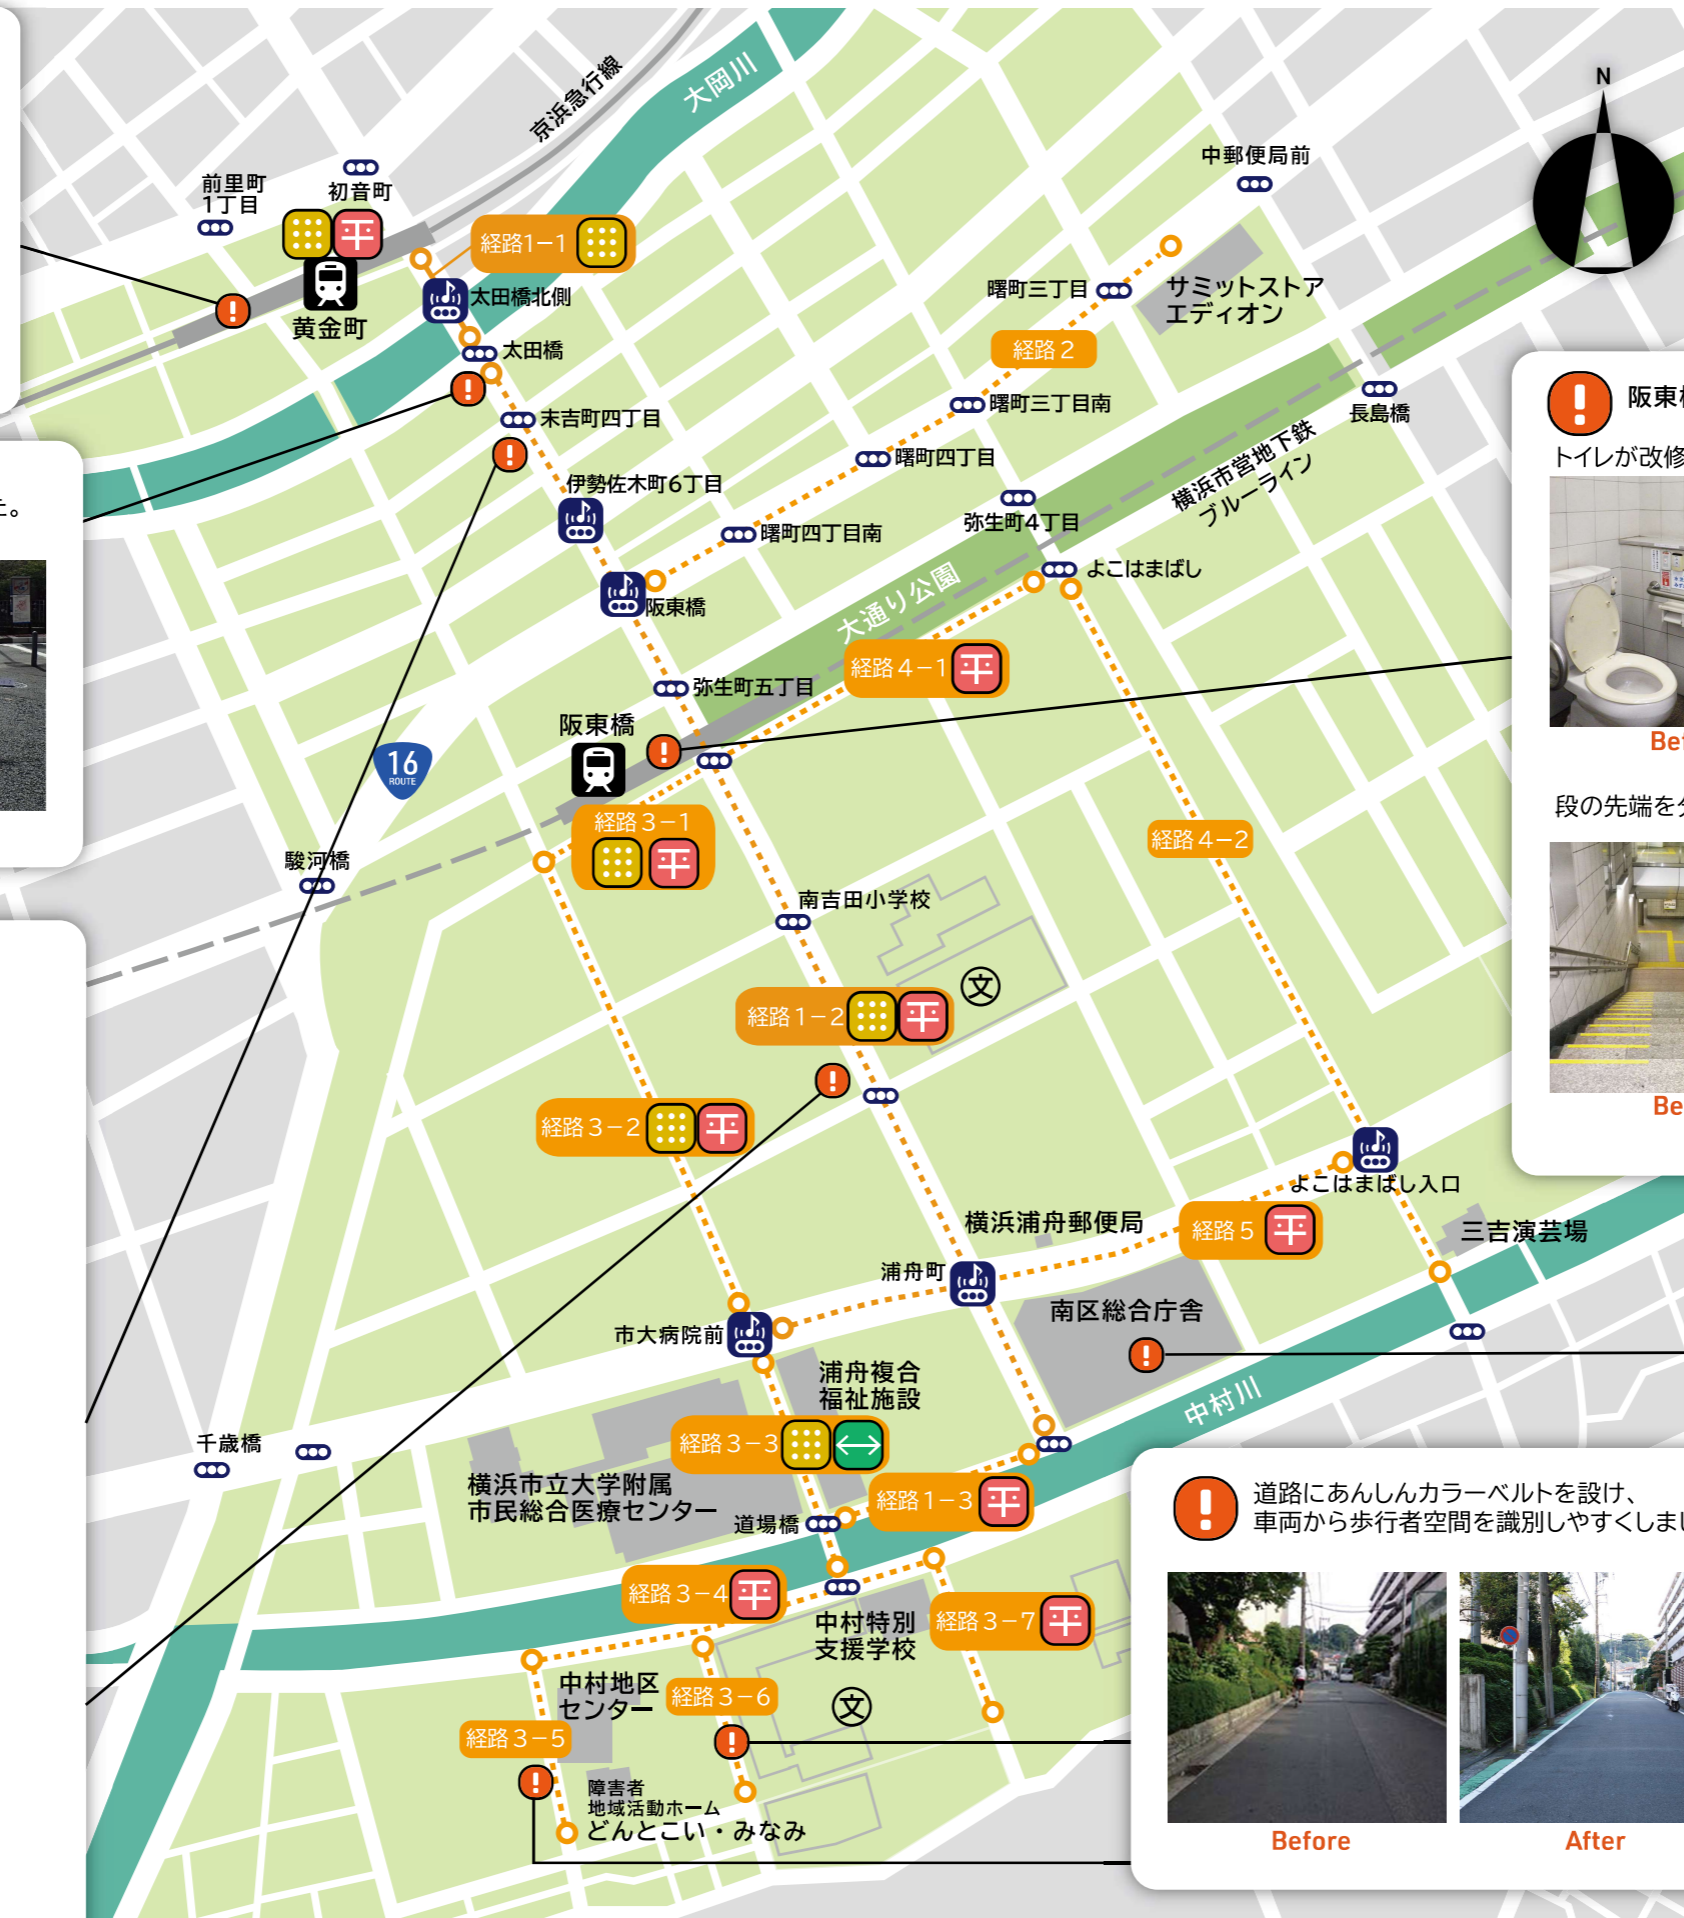 N
京浜急行線
大岡川
中郵便局前
前里町
1丁目
初音町
平
経路1-1
太田橋北側
黄金町
太田橋
曙町三丁目
サミットストア
エディオン
経路2
末吉町四丁目
曙町三丁目南
長島橋
曙町四丁目
横浜市営地下鉄
ブルーライン
伊勢佐木町6丁目
弥生町4丁目
曙町四丁目南
よこはまばし
阪東橋
大通り公園
経路4-1
平
弥生町五丁目
阪東橋
16
ROUTE
経路3-1
平
経路4-2
駿河橋
南吉田小学校
文
経路1-2
平
経路3-2
平
よこはまばし入口
横浜浦舟郵便局
経路5
平
三吉演芸場
浦舟町
南区総合庁舎
市大病院前
浦舟複合
福祉施設
中村川
千歳橋
経路3-3
横浜市立大学附属
市民総合医療センター
経路1-3
平
道場橋
経路3-4
平
中村特別
支援学校
経路3-7
平
中村地区
センター
経路3-6
文
経路3-5
障害者
地域活動ホーム
どんとこい・みなみ
た。
!
阪東
トイレが改修
段の先端を
!
道路にあんしんカラーベルトを設け、
車両から歩行者空間を識別しやすくしまし
Before
After